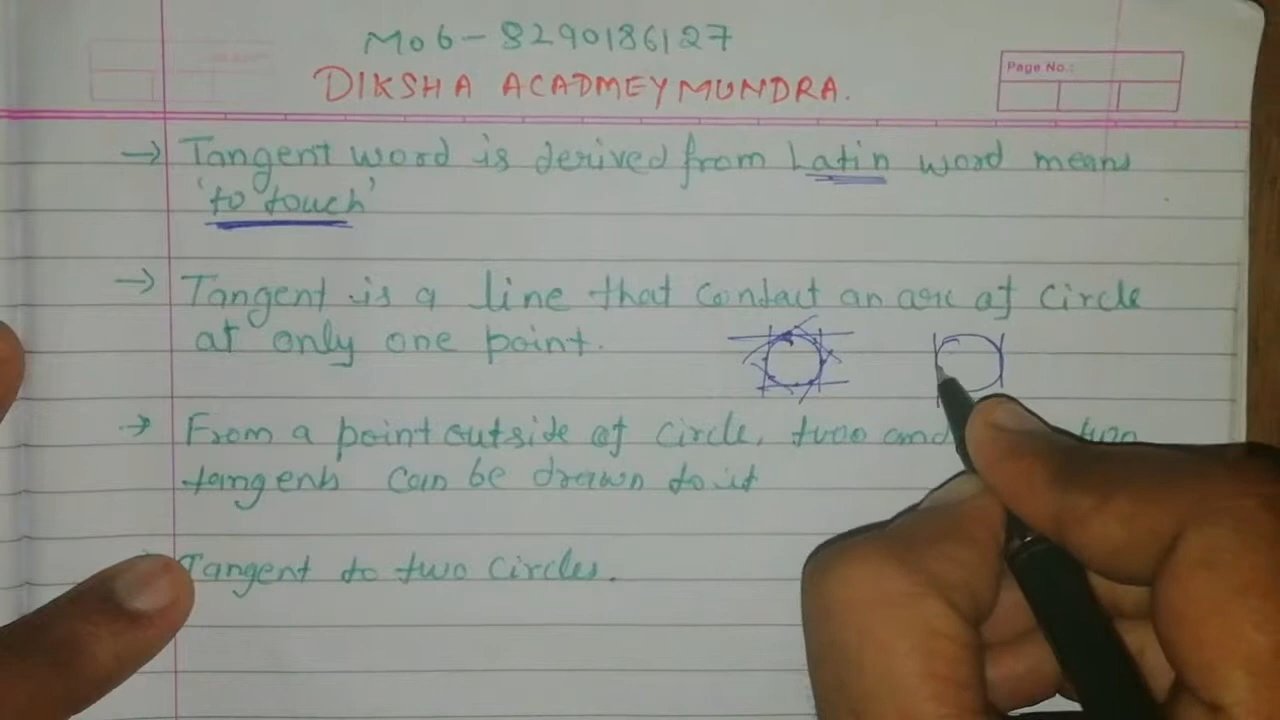 Mob - 8290186127
DIKSHA ACADMEY MUNDRA.
Page No.:
→ Tangent word is derived from Latin word means
'to touch'
→ Tangent is a line that contact an arc of circle
at only one point.
→ From a point outside of circle, two and
tangents can be drawn to it
Tangent to two circles.